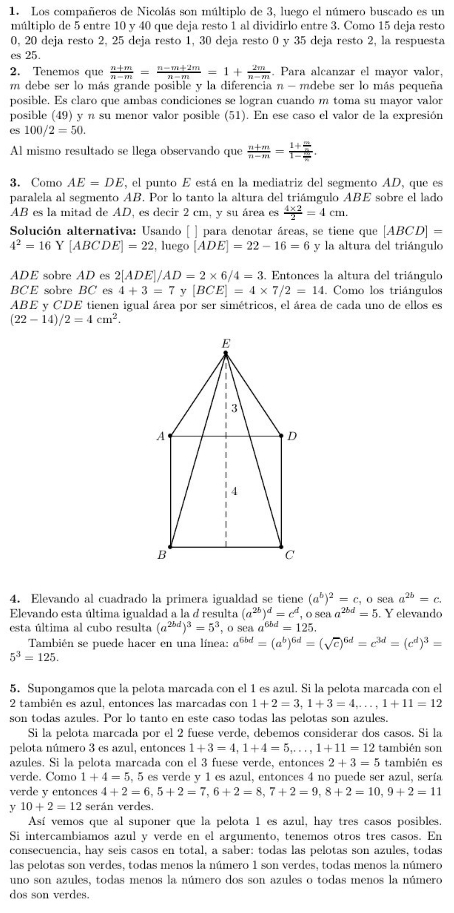 1. Los compañeros de Nicolás son múltiplo de 3, luego el número buscado es un
múltiplo de 5 entre 10 y 40 que deja resto 1 al dividirlo entre 3. Como 15 deja resto
0, 20 deja resto 2, 25 deja resto 1, 30 deja resto 0 y 35 deja resto 2, la respuesta
es 25.
2. Tenemos que \frac{n+m}{n-m} = \frac{n-m+2m}{n-m} = 1 + \frac{2m}{n-m}. Para alcanzar el mayor valor,
m debe ser lo más grande posible y la diferencia n − mdebe ser lo más pequeña
posible. Es claro que ambas condiciones se logran cuando m toma su mayor valor
posible (49) y n su menor valor posible (51). En ese caso el valor de la expresión
es 100/2 = 50.
Al mismo resultado se llega observando que \frac{n+m}{n-m} = \frac{1+\frac{m}{n}}{1-\frac{m}{n}}.
3. Como AE = DE, el punto E está en la mediatriz del segmento AD, que es
paralela al segmento AB. Por lo tanto la altura del triámgulo ABE sobre el lado
AB es la mitad de AD, es decir 2 cm, y su área es \frac{4×2}{2} = 4 cm.
Solución alternativa: Usando [ ] para denotar áreas, se tiene que [ABCD] =
4² = 16 Y [ABCDE] = 22, luego [ADE] = 22 − 16 = 6 y la altura del triángulo
ADE sobre AD es 2[ADE]/AD = 2 × 6/4 = 3. Entonces la altura del triángulo
BCE sobre BC es 4 + 3 = 7 y [BCE] = 4 × 7/2 = 14. Como los triángulos
ABE y CDE tienen igual área por ser simétricos, el área de cada uno de ellos es
(22 − 14)/2 = 4 cm².
E
3
A D
4
B C
4. Elevando al cuadrado la primera igualdad se tiene (a^b)² = c, o sea a^{2b} = c.
Elevando esta última igualdad a la d resulta (a^{2b})^d = c^d, o sea a^{2bd} = 5. Y elevando
esta última al cubo resulta (a^{2bd})³ = 5³, o sea a^{6bd} = 125.
También se puede hacer en una línea: a^{6bd} = (a^b)^{6d} = (√c)^{6d} = c^{3d} = (c^d)³ =
5³ = 125.
5. Supongamos que la pelota marcada con el 1 es azul. Si la pelota marcada con el
2 también es azul, entonces las marcadas con 1 + 2 = 3, 1 + 3 = 4,. . . , 1 + 11 = 12
son todas azules. Por lo tanto en este caso todas las pelotas son azules.
Si la pelota marcada por el 2 fuese verde, debemos considerar dos casos. Si la
pelota número 3 es azul, entonces 1 + 3 = 4, 1 + 4 = 5,. . . , 1 + 11 = 12 también son
azules. Si la pelota marcada con el 3 fuese verde, entonces 2 + 3 = 5 también es
verde. Como 1 + 4 = 5, 5 es verde y 1 es azul, entonces 4 no puede ser azul, sería
verde y entonces 4 + 2 = 6, 5 + 2 = 7, 6 + 2 = 8, 7 + 2 = 9, 8 + 2 = 10, 9 + 2 = 11
y 10 + 2 = 12 serán verdes.
Así vemos que al suponer que la pelota 1 es azul, hay tres casos posibles.
Si intercambiamos azul y verde en el argumento, tenemos otros tres casos. En
consecuencia, hay seis casos en total, a saber: todas las pelotas son azules, todas
las pelotas son verdes, todas menos la número 1 son verdes, todas menos la número
uno son azules, todas menos la número dos son azules o todas menos la número
dos son verdes.